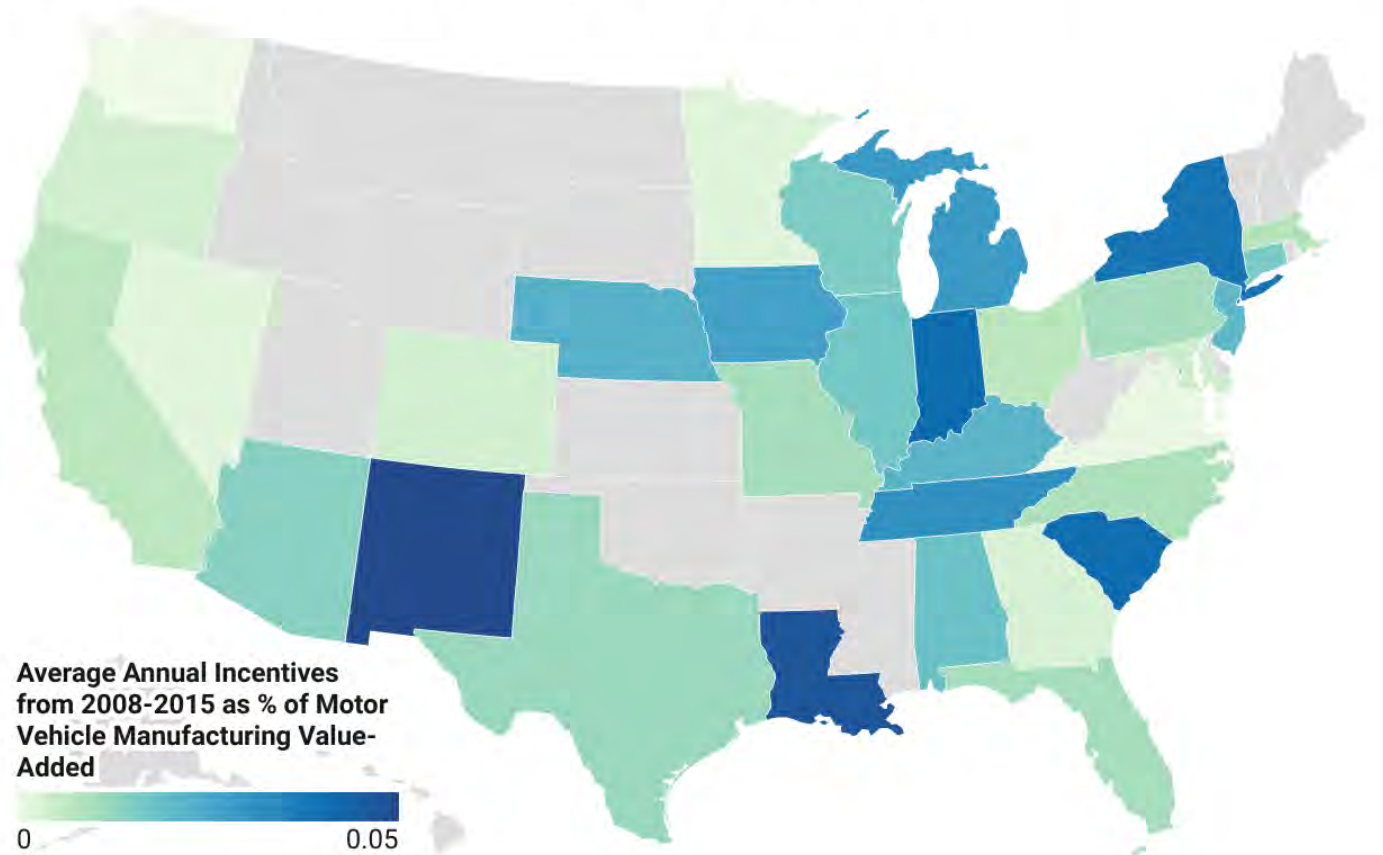 Average Annual Incentives
from 2008-2015 as % of Motor
Vehicle Manufacturing Value-
Added
0 0.05